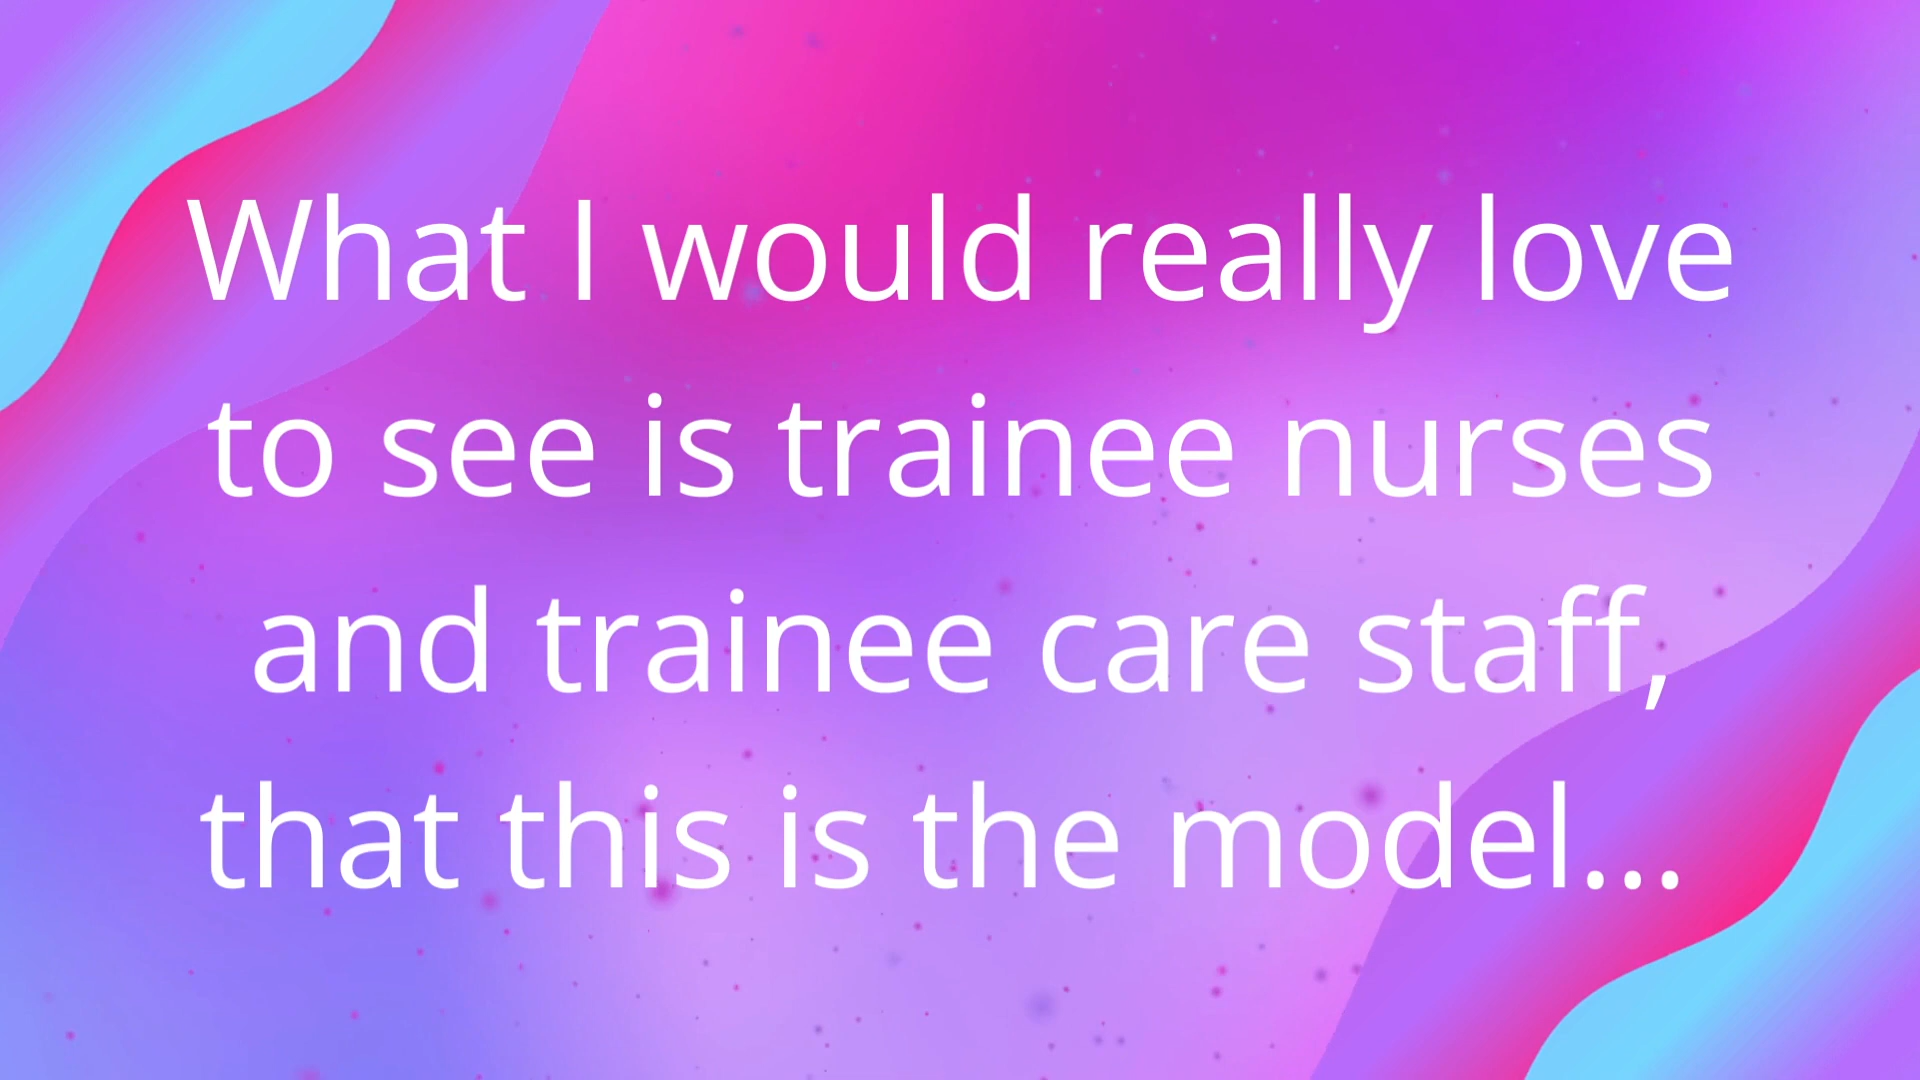 What I would really love
to see is trainee nurses
and trainee care staff,
that this is the model...